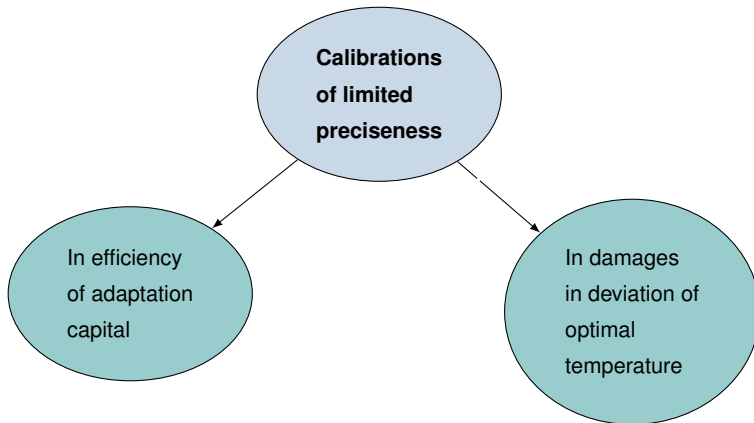 Calibrations
of limited
preciseness
In efficiency
of adaptation
capital
In damages
in deviation of
optimal
temperature